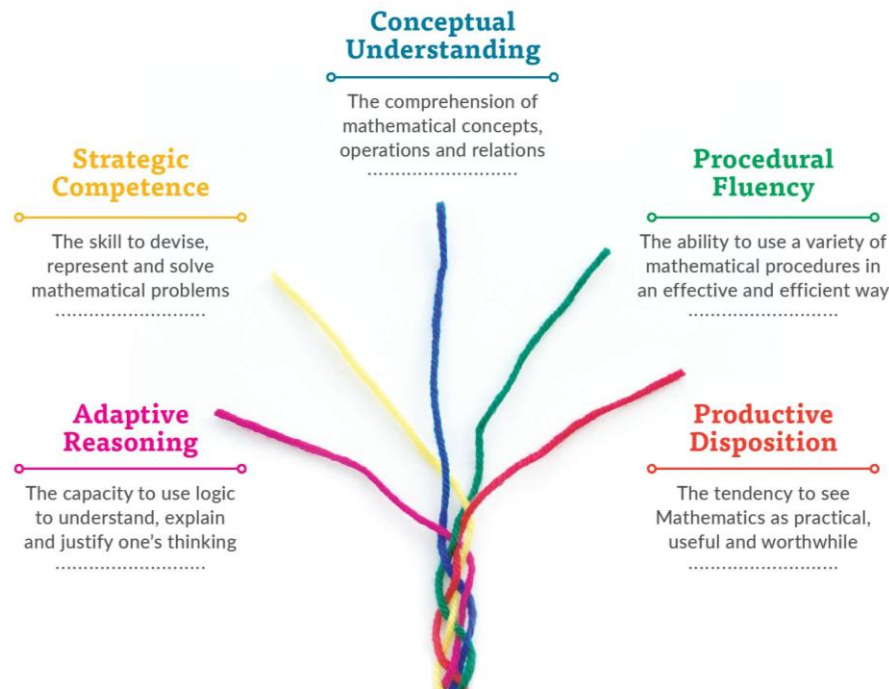 Conceptual
Understanding
The comprehension of
mathematical concepts,
operations and relations
Strategic
Competence
The skill to devise,
represent and solve
mathematical problems
Procedural
Fluency
The ability to use a variety of
mathematical procedures in
an effective and efficient way
Adaptive
Reasoning
The capacity to use logic
to understand, explain
and justify one's thinking
Productive
Disposition
The tendency to see
Mathematics as practical,
useful and worthwhile